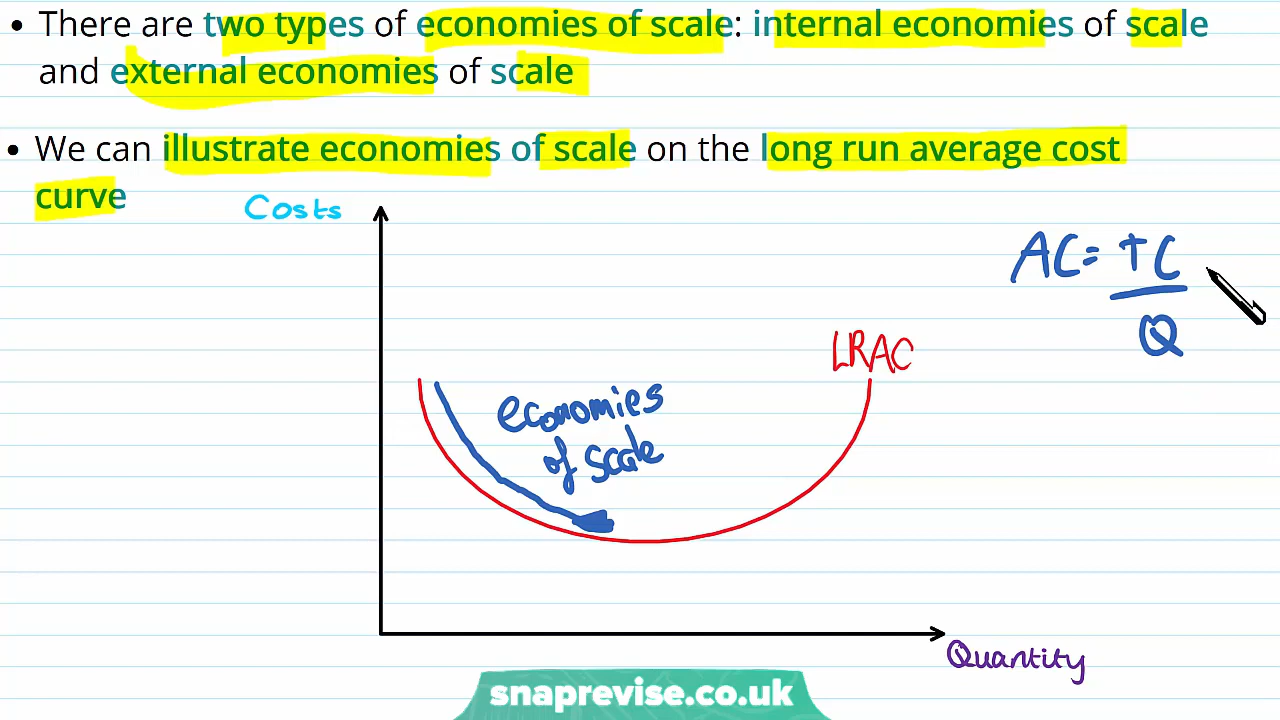 • There are two types of economies of scale: internal economies of scale
and external economies of scale
• We can illustrate economies of scale on the long run average cost
curve
Costs
AC = TC
Q
LRAC
economies
of scale
Quantity
snaprevise.co.uk